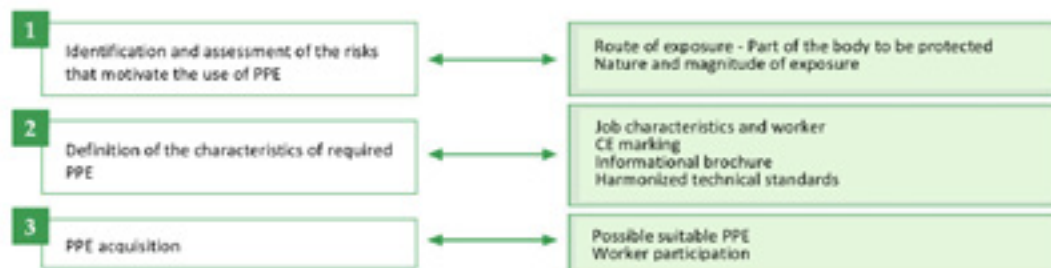 1
Identification and assessment of the risks
that motivate the use of PPE
Route of exposure - Part of the body to be protected
Nature and magnitude of exposure
2
Definition of the characteristics of required
PPE
Job characteristics and worker
CE marking
Informational brochure
Harmonized technical standards
3
PPE acquisition
Possible suitable PPE
Worker participation